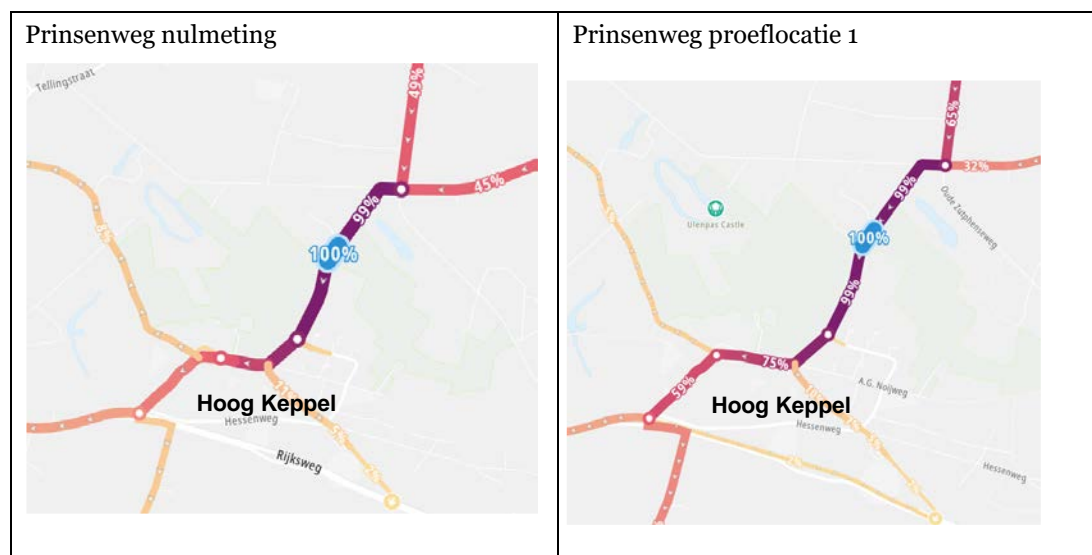 Prinsenweg nulmeting
Tellingstraat
49%
45%
99%
100%
Hoog Keppel
Hessenweg
5%
Rijksweg
Prinsenweg proeflocatie 1
65%
32%
99%
Oude Zutphenseweg
Ulenpas Castle
100%
99%
75%
59%
A.G. Noijweg
Hoog Keppel
Hessenweg
Hessenweg